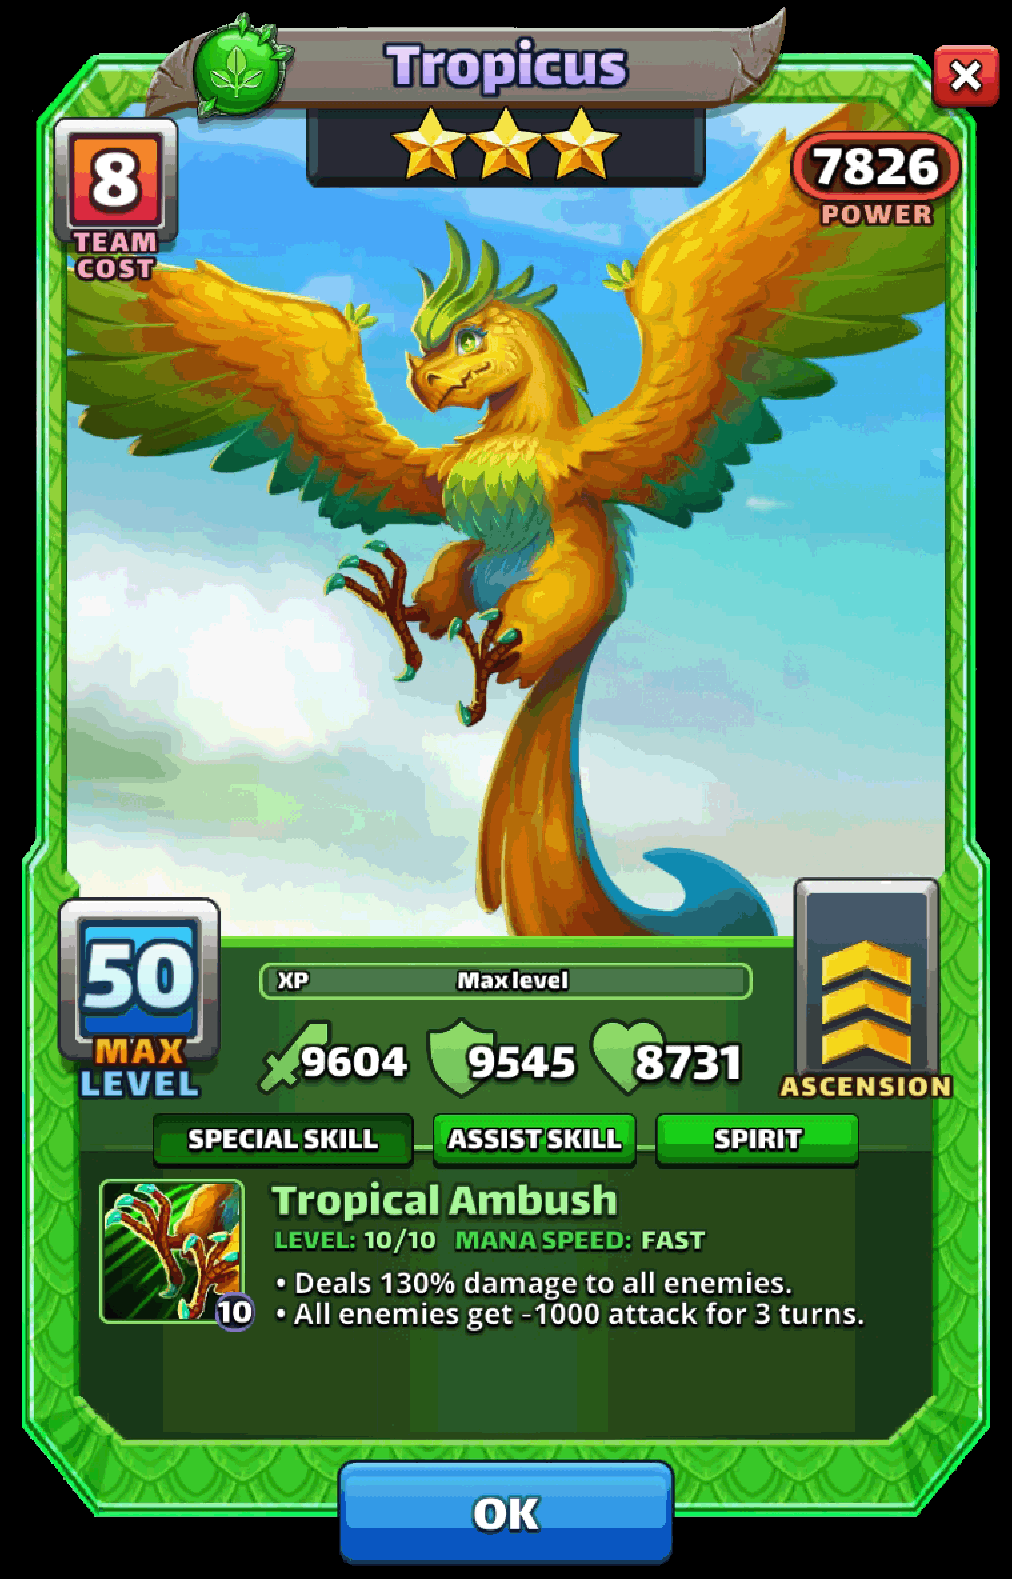 Tropicus
8
TEAM
COST
7826
POWER
50
MAX
LEVEL
XP Max level
9604 9545 8731
ASCENSION
SPECIAL SKILL ASSIST SKILL SPIRIT
Tropical Ambush
LEVEL: 10/10 MANA SPEED: FAST
• Deals 130% damage to all enemies.
• All enemies get -1000 attack for 3 turns.
10
OK